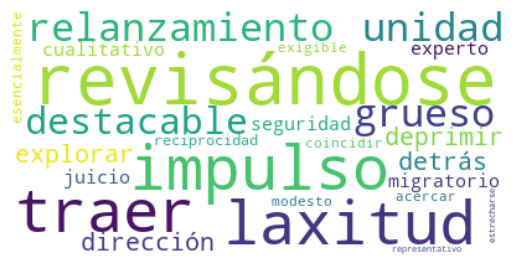 esencialmente
relanzamiento unidad
cualitativo exigible experto
revisándose
destacable seguridad grueso
reciprocidad coincidir deprimir
explorar impulso detrás
juicio migratorio
traer modesto acercar
laxitud estrecharse
dirección representativo